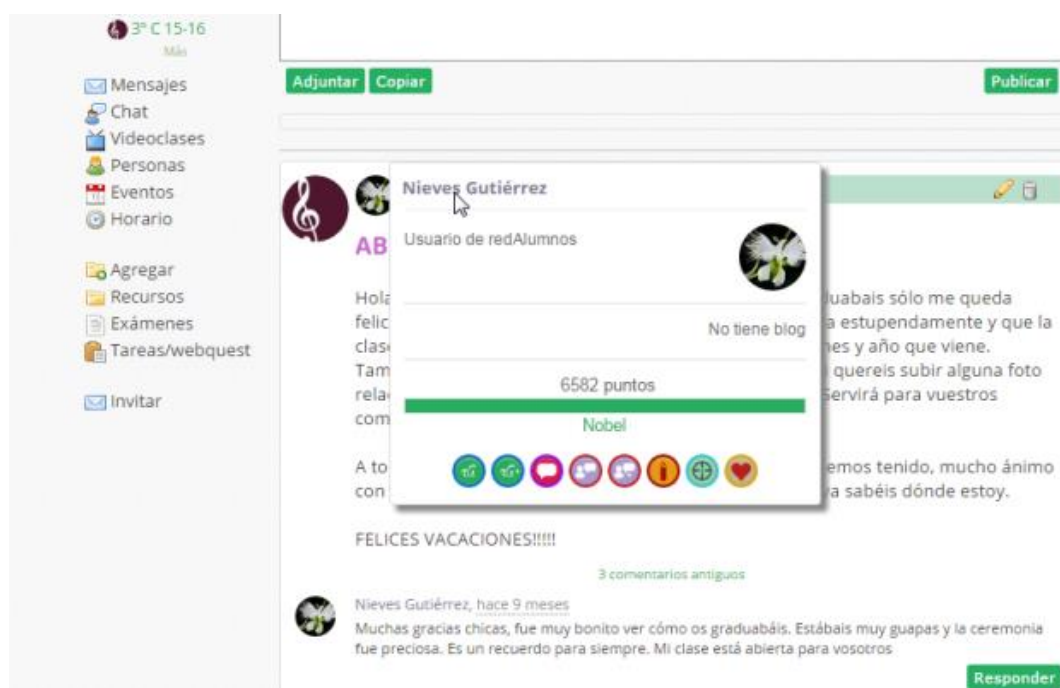 3º C 15-16
Más
Mensajes
Chat
Videoclases
Personas
Eventos
Horario
Agregar
Recursos
Exámenes
Tareas/webquest
Invitar
Adjuntar Copiar Publicar
Nieves Gutiérrez
Usuario de redAlumnos
No tiene blog
6582 puntos
Nobel
AB
Hola uabais sólo me queda
felic a estupendamente y que la
clas nes y año que viene.
Tam quereis subir alguna foto
rela Servirá para vuestros
com
A to emos tenido, mucho ánimo
con ya sabéis dónde estoy.
FELICES VACACIONES!!!!!
3 comentarios antiguos
Nieves Gutiérrez, hace 9 meses
Muchas gracias chicas, fue muy bonito ver cómo os graduabáis. Estábais muy guapas y la ceremonia
fue preciosa. Es un recuerdo para siempre. Mi clase está abierta para vosotros
Responder